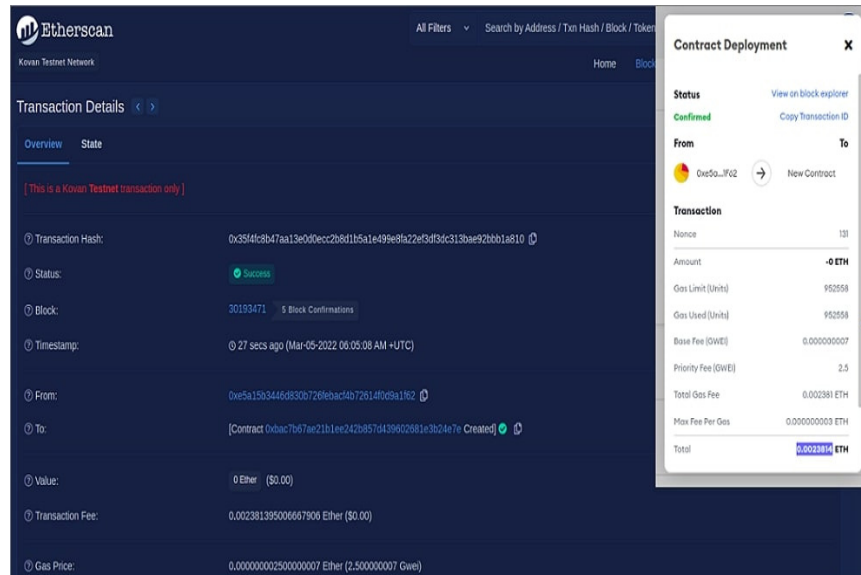 Etherscan
All Filters
Search by Address / Txn Hash / Block / Token
Kovan Testnet Network
Home
Block
Transaction Details
Overview
State
[ This is a Kovan Testnet transaction only ]
Transaction Hash:
0x35f4fc8b47aa13e0d0ecc2b8d1b5a1e499e8fa22ef3df3dc313bae92bbb1a810
Status:
Success
Block:
30193471
5 Block Confirmations
Timestamp:
27 secs ago (Mar-05-2022 06:05:08 AM +UTC)
From:
0xe5a15b3446d830b726febacf4b72614f0d9a1f62
To:
[Contract 0xbac7b67ae21b1ee242b857d439602681e3b24e7e Created]
Value:
0 Ether ($0.00)
Transaction Fee:
0.002381395006667906 Ether ($0.00)
Gas Price:
0.000000002500000007 Ether (2.500000007 Gwei)
Contract Deployment
Status
View on block explorer
Confirmed
Copy Transaction ID
From
To
0xe5a...1f62
New Contract
Transaction
Nonce
131
Amount
-0 ETH
Gas Limit (Units)
952558
Gas Used (Units)
952558
Base Fee (GWEI)
0.000000007
Priority Fee (GWEI)
2.5
Total Gas Fee
0.002381 ETH
Max Fee Per Gas
0.000000003 ETH
Total
0.0023814 ETH